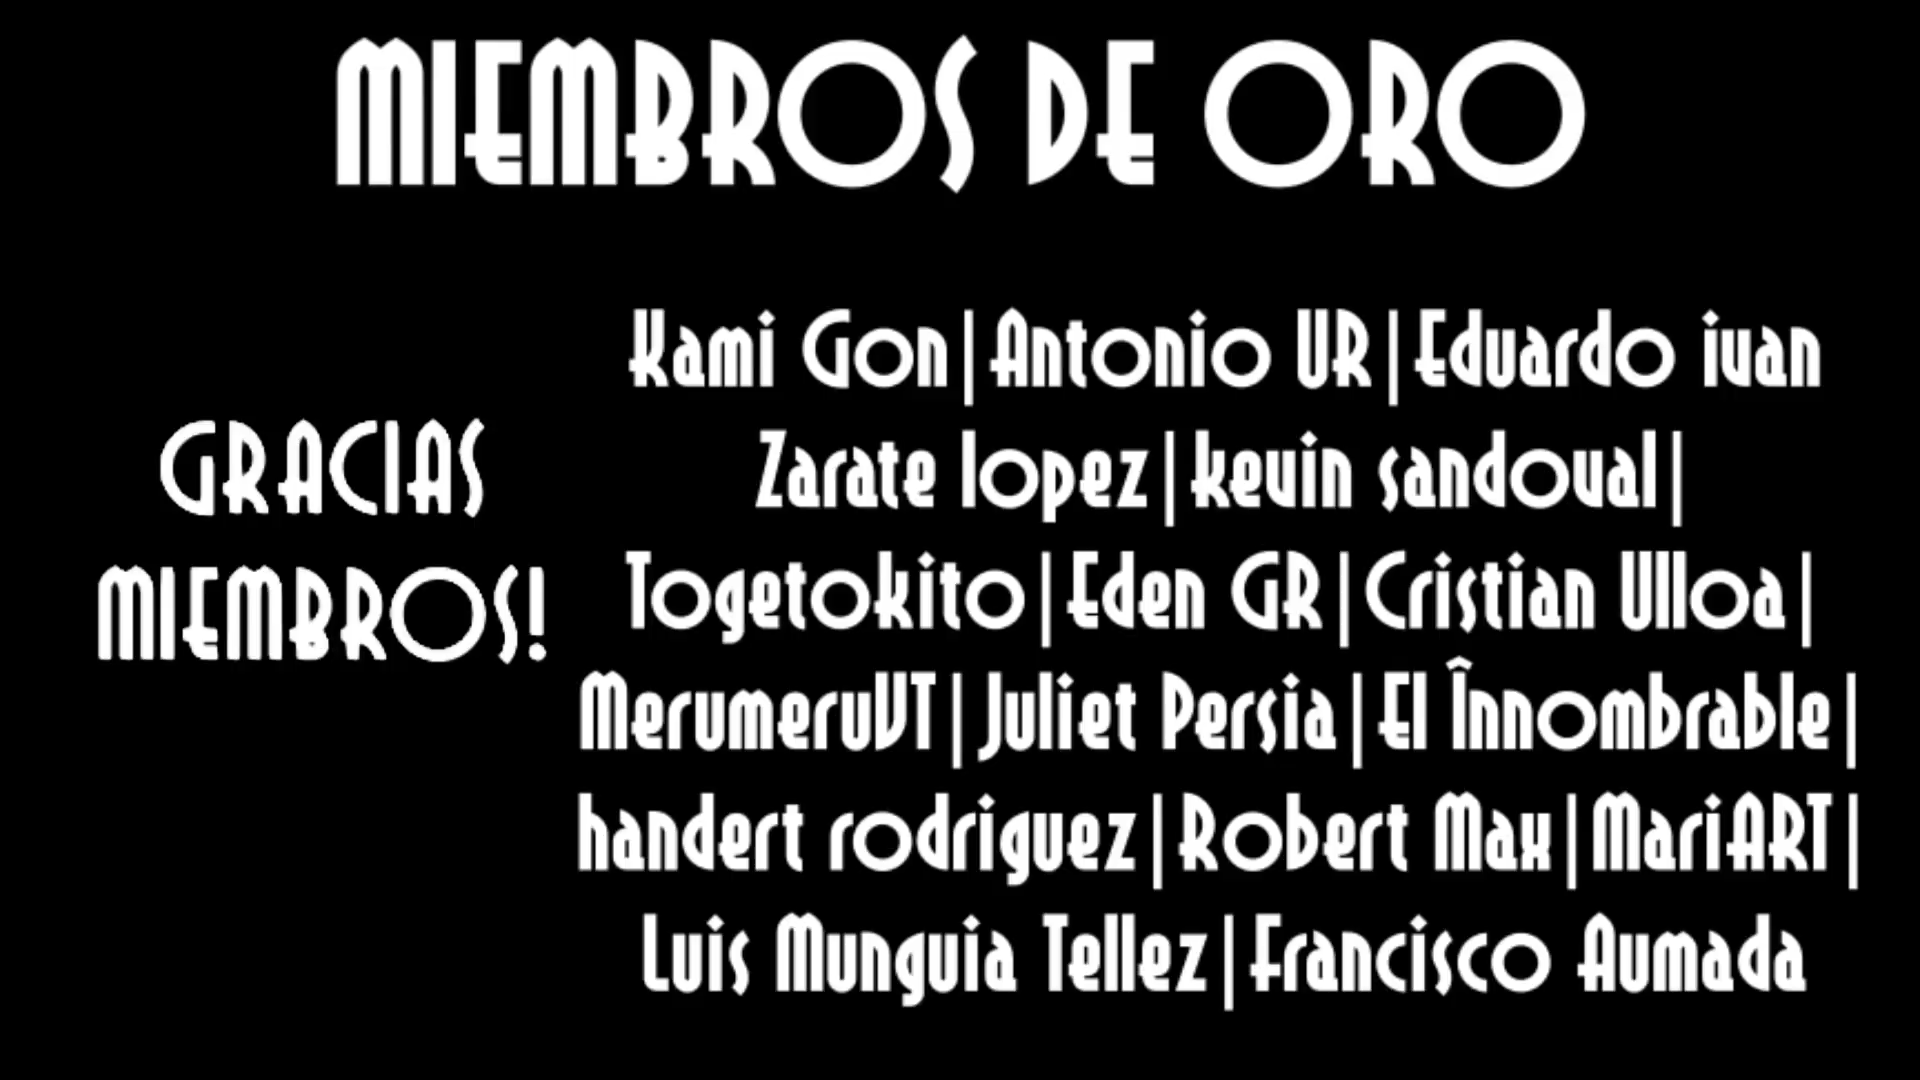 MIEMBROS DE ORO
GRACIAS
MIEMBROS!
Kami Gon|Antonio UR|Eduardo ivan
Zarate lopez|kevin sandoval|
Togetokito|Eden GR|Cristian Ulloa|
MerumeruVT|Juliet Persia|El Înnombrable|
handert rodriguez|Robert Max|MariART|
Luis Munguia Tellez|Francisco Aumada